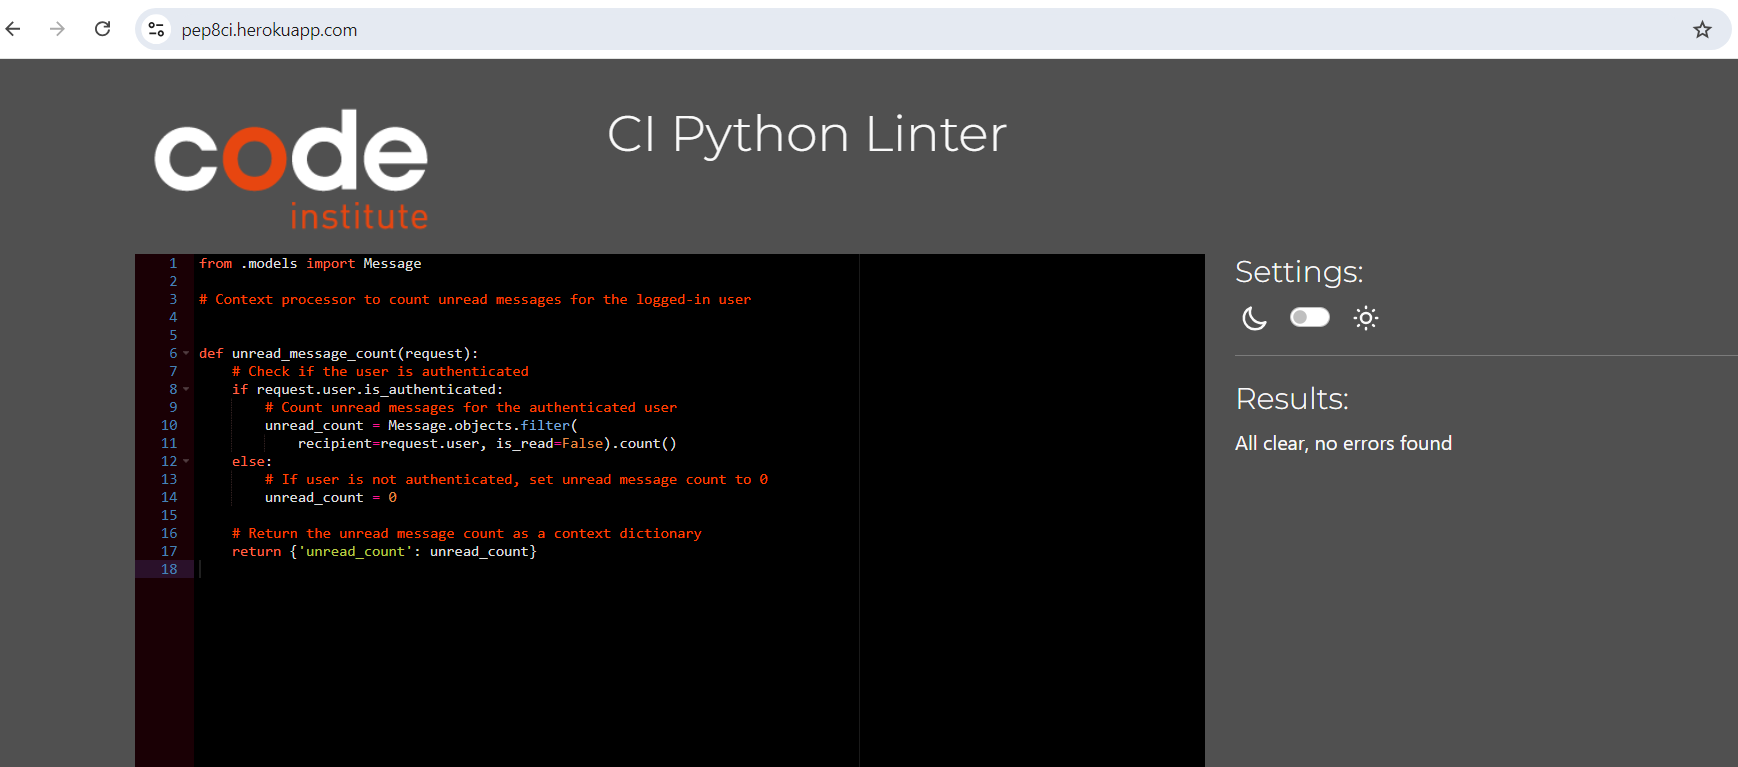 pep8ci.herokuapp.com
code
institute
CI Python Linter
1 from .models import Message
2
3 # Context processor to count unread messages for the logged-in user
4
5
6 def unread_message_count(request):
7     # Check if the user is authenticated
8     if request.user.is_authenticated:
9         # Count unread messages for the authenticated user
10         unread_count = Message.objects.filter(
11             recipient=request.user, is_read=False).count()
12     else:
13         # If user is not authenticated, set unread message count to 0
14         unread_count = 0
15
16     # Return the unread message count as a context dictionary
17     return {'unread_count': unread_count}
18
Settings:
Results:
All clear, no errors found